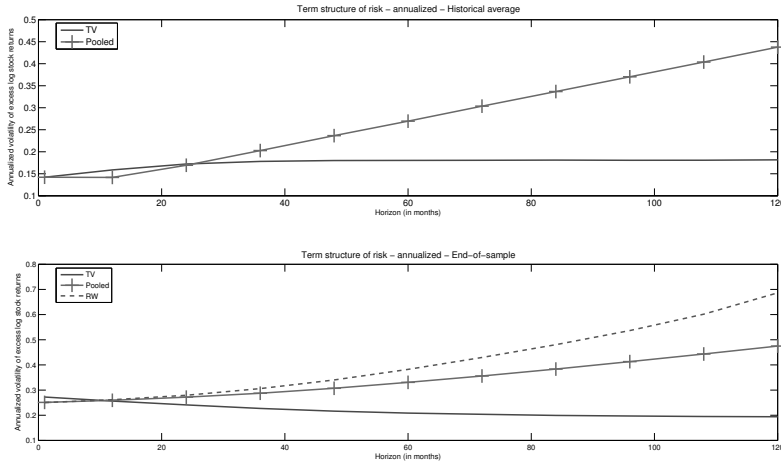 Term structure of risk – annualized – Historical average
0.5
0.45
0.4
0.35
0.3
0.25
0.2
0.15
0.1
Annualized volatility of excess log stock returns
TV
Pooled
0 20 40 60 80 100 120
Horizon (in months)
Term structure of risk – annualized – End–of–sample
0.8
0.7
0.6
0.5
0.4
0.3
0.2
0.1
Annualized volatility of excess log stock returns
TV
Pooled
RW
0 20 40 60 80 100 120
Horizon (in months)